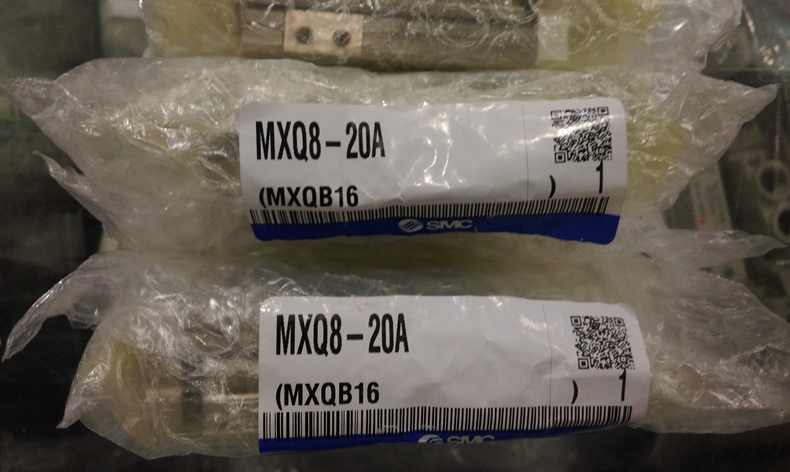 MXQ8-20A
(MXQB16 ) 1
SMC
MXQ8-20A
(MXQB16 ) 1
SMC